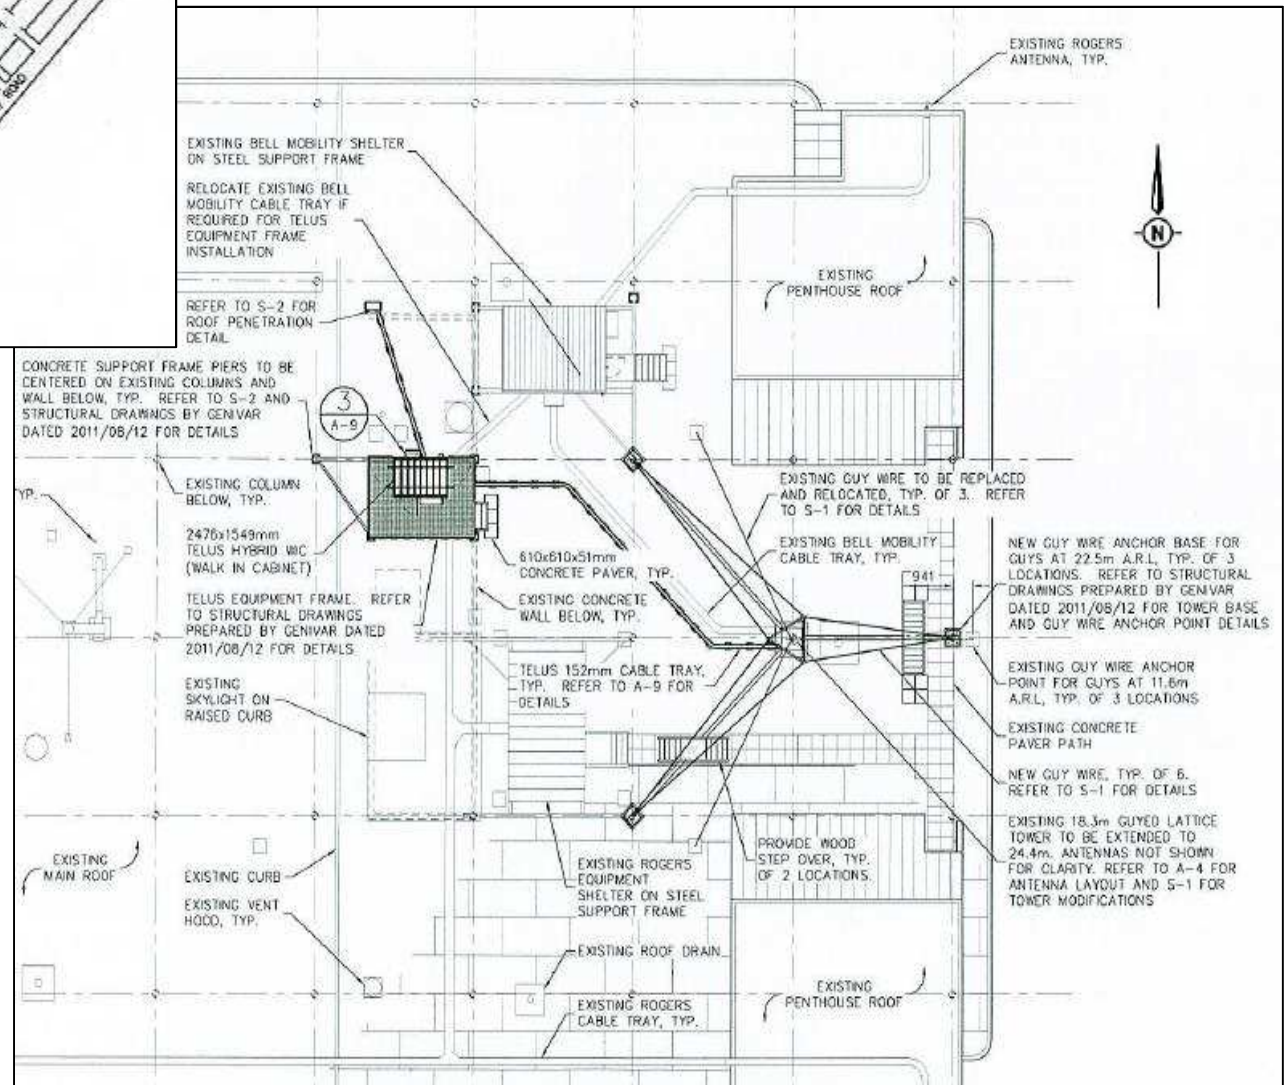 ROAD
EXISTING ROGERS
ANTENNA, TYP.
EXISTING BELL MOBILITY SHELTER
ON STEEL SUPPORT FRAME
RELOCATE EXISTING BELL
MOBILITY CABLE TRAY IF
REQUIRED FOR TELUS
EQUIPMENT FRAME
INSTALLATION
N
EXISTING
PENTHOUSE ROOF
REFER TO S-2 FOR
ROOF PENETRATION
DETAIL
CONCRETE SUPPORT FRAME PIERS TO BE
CENTERED ON EXISTING COLUMNS AND
WALL BELOW, TYP. REFER TO S-2 AND
STRUCTURAL DRAWINGS BY GENIVAR
DATED 2011/08/12 FOR DETAILS
3
A-9
YP.
EXISTING COLUMN
BELOW, TYP.
2476x1549mm
TELUS HYBRID WIC
(WALK IN CABINET)
TELUS EQUIPMENT FRAME. REFER
TO STRUCTURAL DRAWINGS
PREPARED BY GENIVAR DATED
2011/08/12 FOR DETAILS
EXISTING
SKYLIGHT ON
RAISED CURB
610x610x51mm
CONCRETE PAVER, TYP.
EXISTING CONCRETE
WALL BELOW, TYP.
TELUS 152mm CABLE TRAY,
TYP. REFER TO A-9 FOR
DETAILS
EXISTING GUY WIRE TO BE REPLACED
AND RELOCATED, TYP. OF 3. REFER
TO S-1 FOR DETAILS
EXISTING BELL MOBILITY
CABLE TRAY, TYP.
941
NEW GUY WIRE ANCHOR BASE FOR
GUYS AT 22.5m A.R.L, TYP. OF 3
LOCATIONS. REFER TO STRUCTURAL
DRAWINGS PREPARED BY GENIVAR
DATED 2011/08/12 FOR TOWER BASE
AND GUY WIRE ANCHOR POINT DETAILS
EXISTING GUY WIRE ANCHOR
POINT FOR GUYS AT 11.6m
A.R.L, TYP. OF 3 LOCATIONS
EXISTING CONCRETE
PAVER PATH
NEW GUY WIRE, TYP. OF 6.
REFER TO S-1 FOR DETAILS
EXISTING 18.3m GUYED LATTICE
TOWER TO BE EXTENDED TO
24.4m. ANTENNAS NOT SHOWN
FOR CLARITY. REFER TO A-4 FOR
ANTENNA LAYOUT AND S-1 FOR
TOWER MODIFICATIONS
PROVIDE WOOD
STEP OVER, TYP.
OF 2 LOCATIONS.
EXISTING
MAIN ROOF
EXISTING CURB
EXISTING VENT
HOOD, TYP.
EXISTING ROGERS
EQUIPMENT
SHELTER ON STEEL
SUPPORT FRAME
EXISTING ROOF DRAIN
EXISTING ROGERS
CABLE TRAY, TYP.
EXISTING
PENTHOUSE ROOF